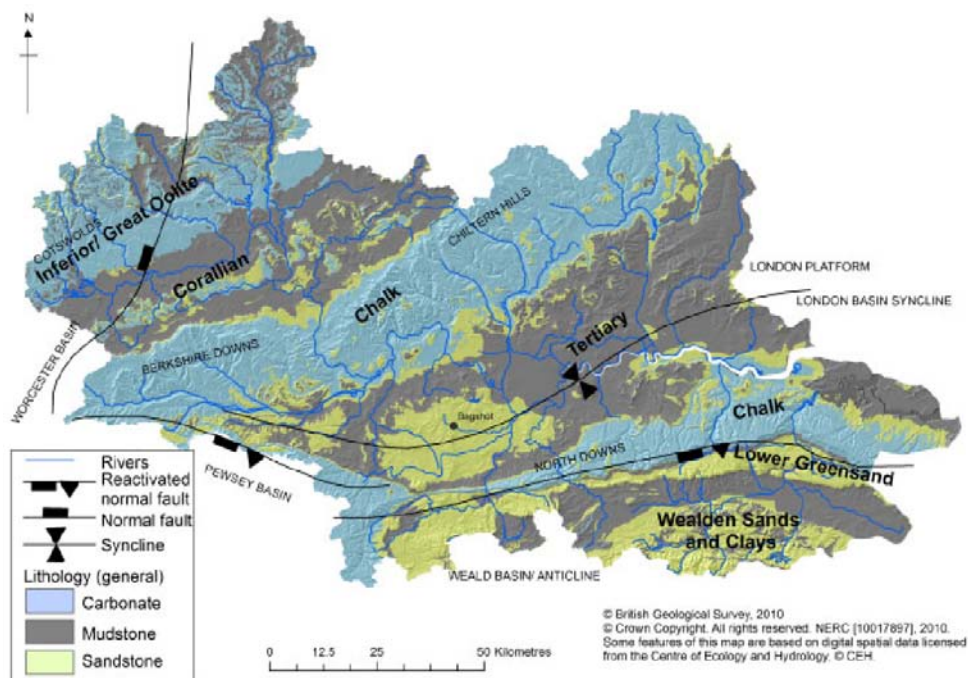 N
COTSWOLDS
Inferior/ Great Oolite
Corallian
WORCESTER BASIN
CHILTERN HILLS
Chalk
BERKSHIRE DOWNS
LONDON PLATFORM
LONDON BASIN SYNCLINE
Tertiary
Bagshot
Chalk
NORTH DOWNS
Lower Greensand
PEWSEY BASIN
Wealden Sands
and Clays
WEALD BASIN/ ANTICLINE
Rivers
Reactivated
normal fault
Normal fault
Syncline
Lithology (general)
Carbonate
Mudstone
Sandstone
0 12.5 25 50 Kilometres
© British Geological Survey, 2010
© Crown Copyright. All rights reserved. NERC [10017897], 2010.
Some features of this map are based on digital spatial data licensed
from the Centre of Ecology and Hydrology. © CEH.